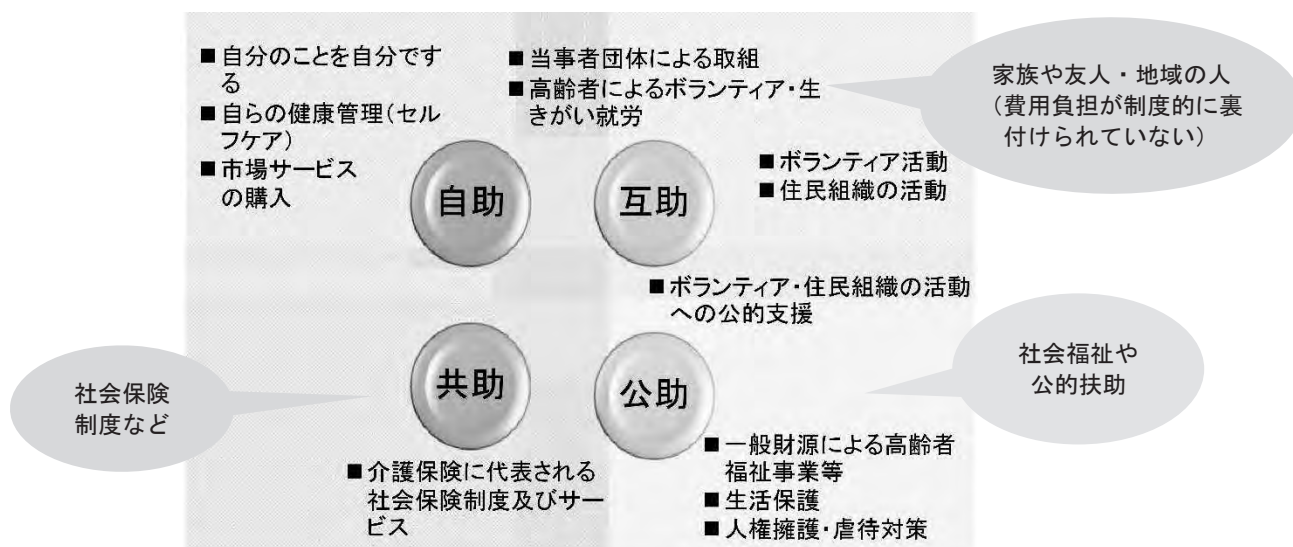 ■自分のことを自分です
る
■自らの健康管理(セル
フケア)
■市場サービス
の購入
■当事者団体による取組
■高齢者によるボランティア・生
きがい就労
家族や友人・地域の人
(費用負担が制度的に裏
付けられていない)
■ボランティア活動
■住民組織の活動
自助
互助
■ボランティア・住民組織の活動
への公的支援
社会保険
制度など
共助
公助
社会福祉や
公的扶助
■介護保険に代表される
社会保険制度及びサー
ビス
■一般財源による高齢者
福祉事業等
■生活保護
■人権擁護・虐待対策